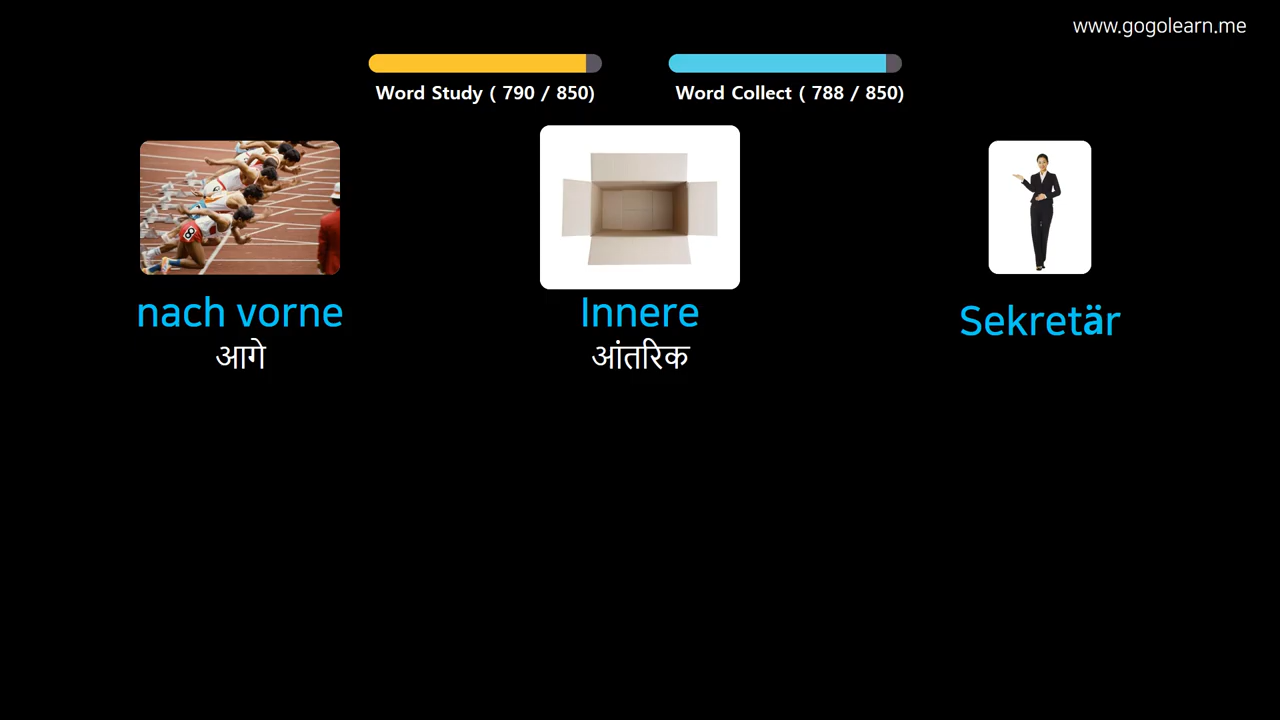 www.gogolearn.me
Word Study ( 790 / 850)
Word Collect ( 788 / 850)
nach vorne
आगे
Innere
आंतरिक
Sekretär